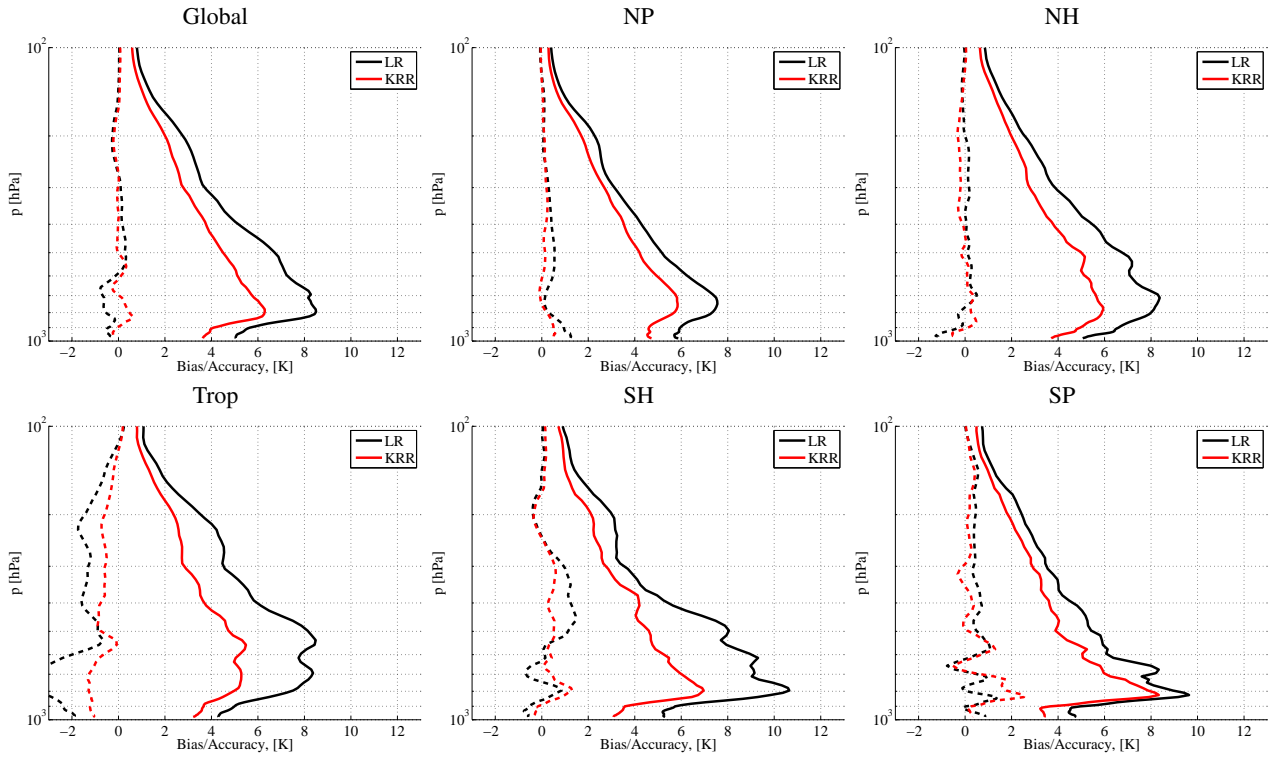 Global
10²
LR
KRR
p [hPa]
10³
−2 0 2 4 6 8 10 12
Bias/Accuracy, [K]
NP
10²
LR
KRR
p [hPa]
10³
−2 0 2 4 6 8 10 12
Bias/Accuracy, [K]
NH
10²
LR
KRR
p [hPa]
10³
−2 0 2 4 6 8 10 12
Bias/Accuracy, [K]
Trop
10²
LR
KRR
p [hPa]
10³
−2 0 2 4 6 8 10 12
Bias/Accuracy, [K]
SH
10²
LR
KRR
p [hPa]
10³
−2 0 2 4 6 8 10 12
Bias/Accuracy, [K]
SP
10²
LR
KRR
p [hPa]
10³
−2 0 2 4 6 8 10 12
Bias/Accuracy, [K]